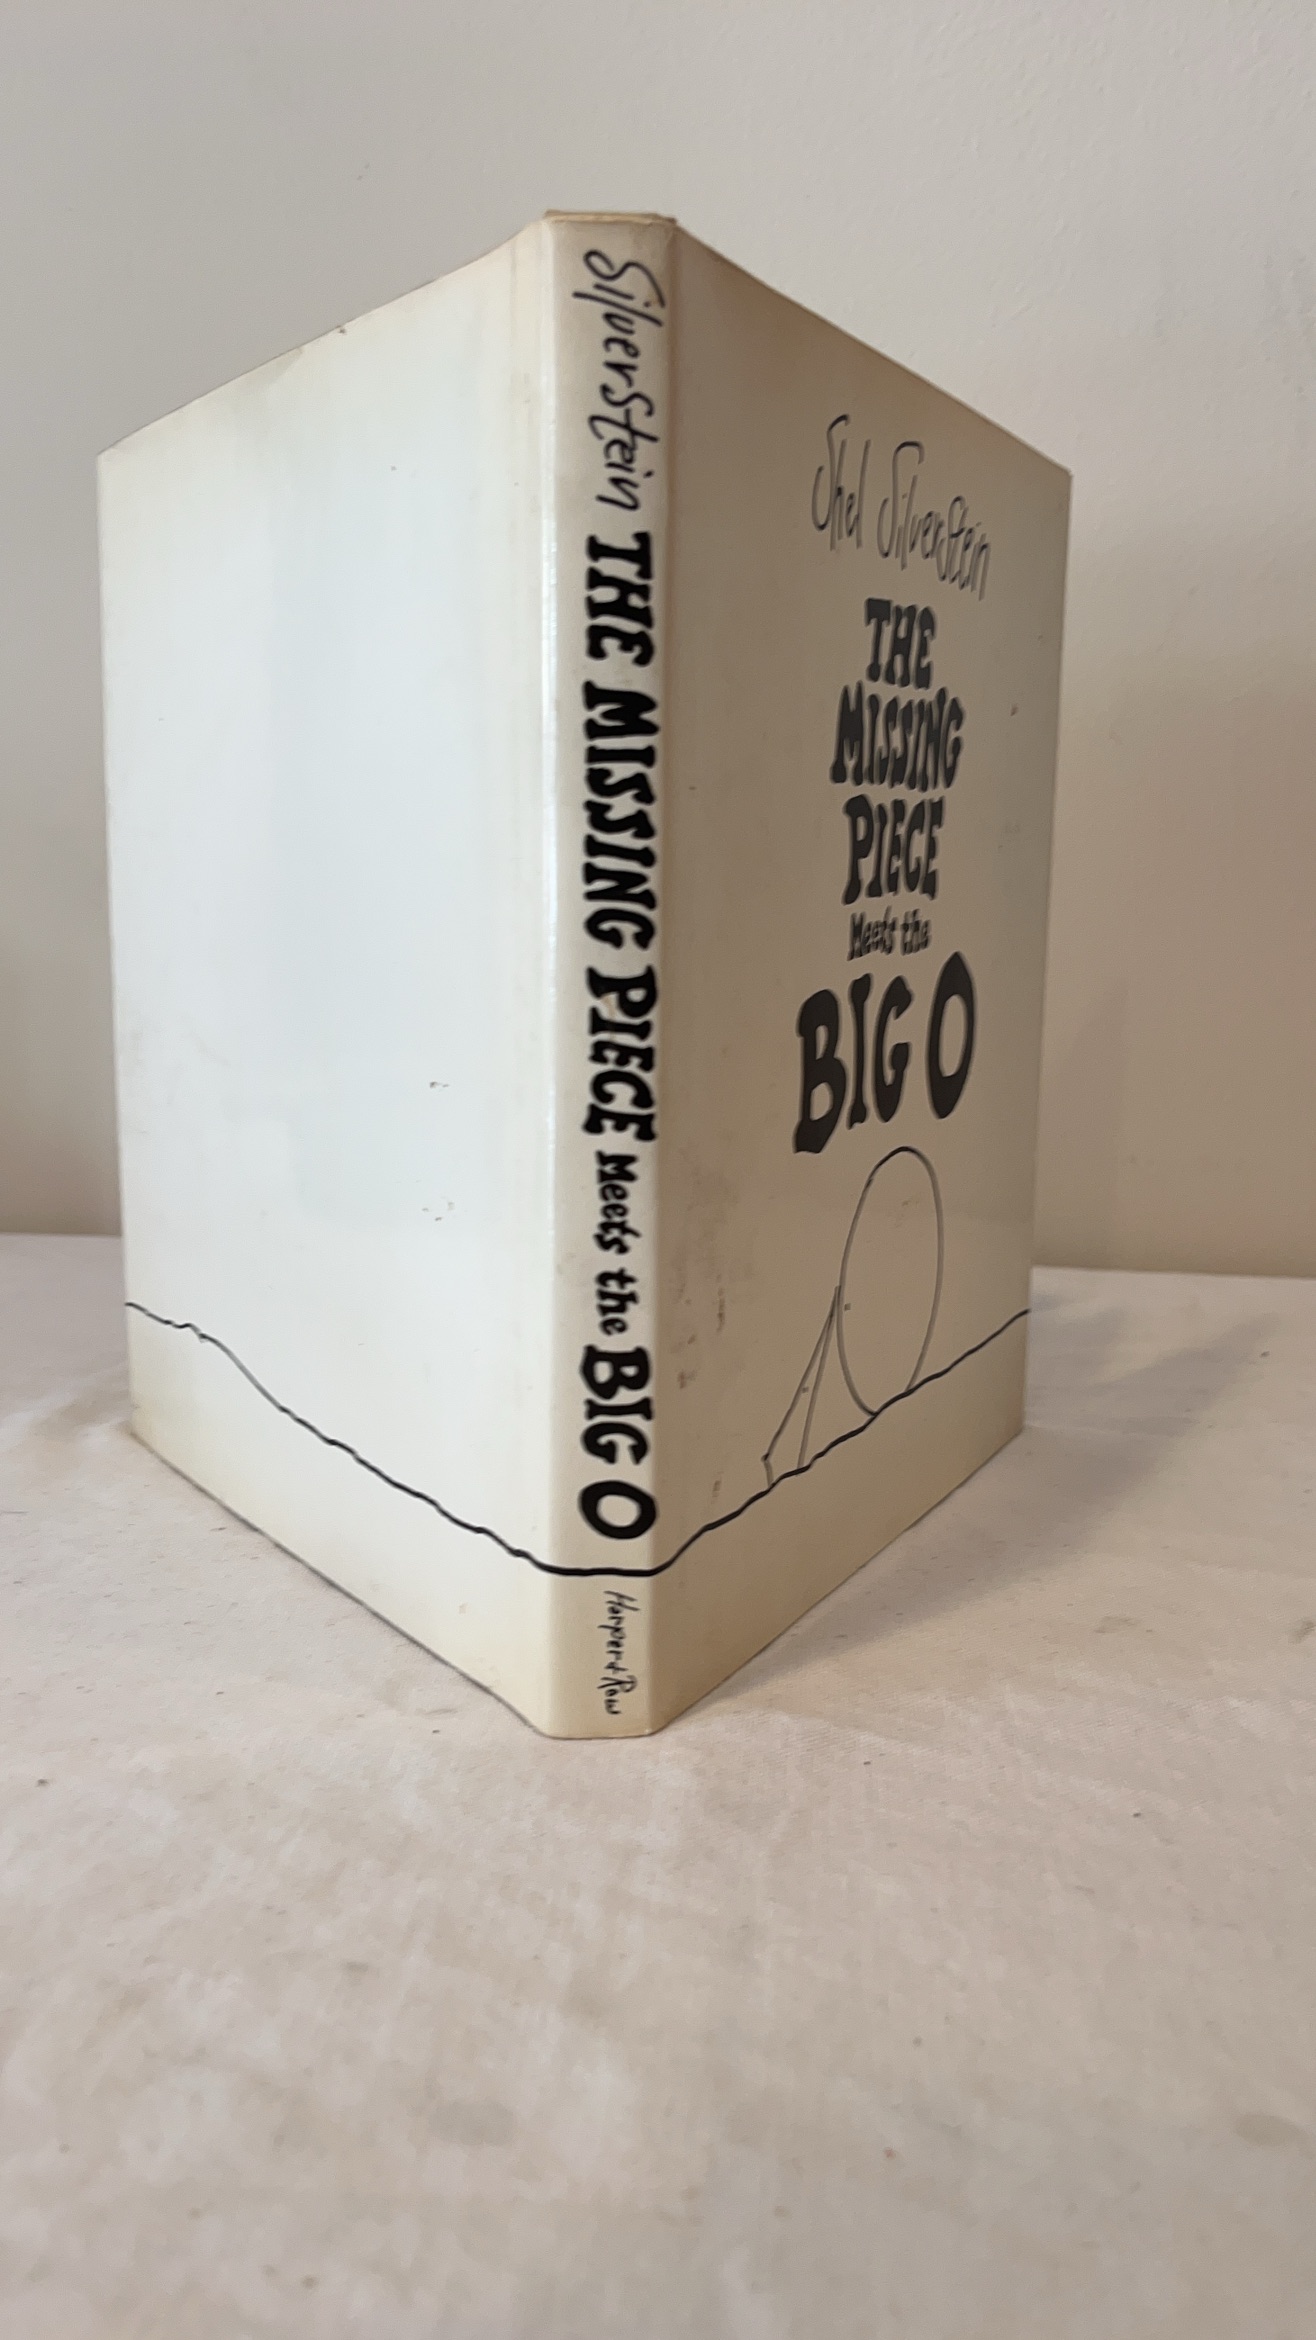 Silverstein THE MISSING PIECE Meets the BIG O
Harper & Row
Shel Silverstein
THE
MISSING
PIECE
Meets the
BIG O